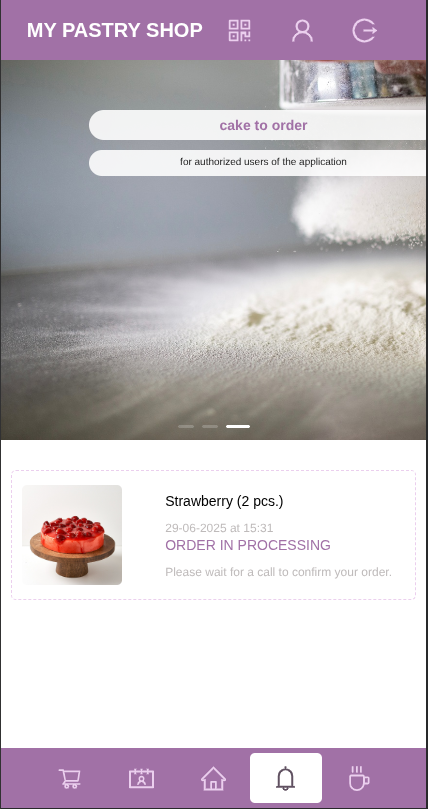 MY PASTRY SHOP
cake to order
for authorized users of the application
Strawberry (2 pcs.)
29-06-2025 at 15:31
ORDER IN PROCESSING
Please wait for a call to confirm your order.